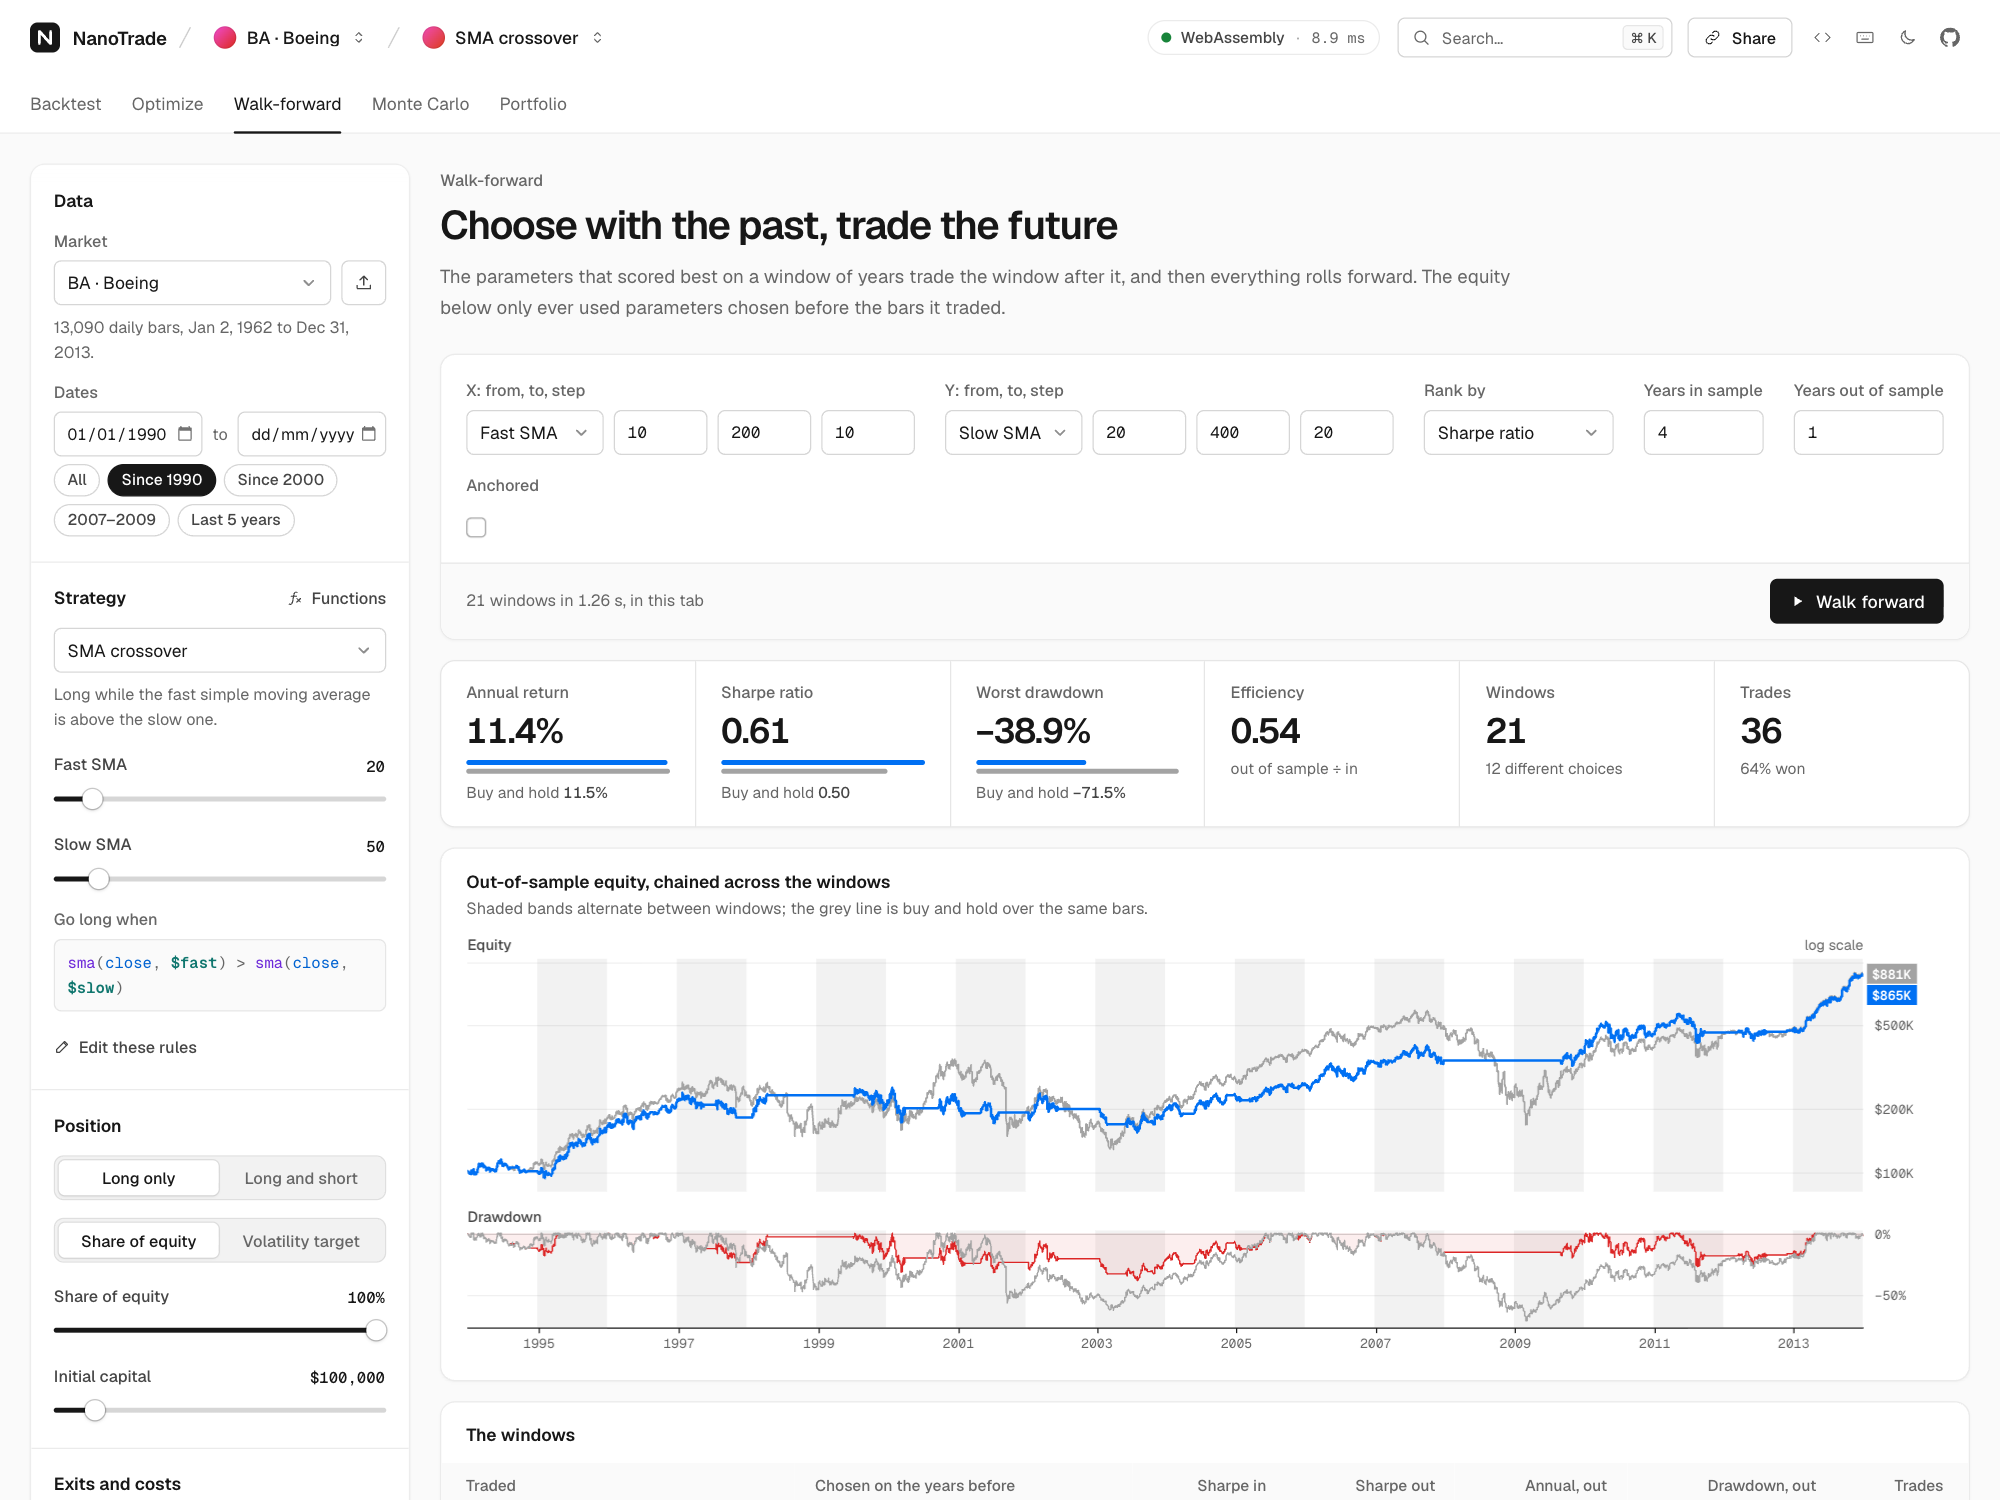 NanoTrade / BA · Boeing / SMA crossover
WebAssembly · 8.9 ms
Search... ⌘ K
Share
Backtest Optimize Walk-forward Monte Carlo Portfolio
Data
Market
BA · Boeing
13,090 daily bars, Jan 2, 1962 to Dec 31,
2013.
Dates
01/01/1990 to dd/mm/yyyy
All Since 1990 Since 2000
2007–2009 Last 5 years
Strategy
fx Functions
SMA crossover
Long while the fast simple moving average
is above the slow one.
Fast SMA 20
Slow SMA 50
Go long when
sma(close, $fast) > sma(close,
$slow)
Edit these rules
Position
Long only Long and short
Share of equity Volatility target
Share of equity 100%
Initial capital $100,000
Exits and costs
Walk-forward
Choose with the past, trade the future
The parameters that scored best on a window of years trade the window after it, and then everything rolls forward. The equity
below only ever used parameters chosen before the bars it traded.
X: from, to, step Y: from, to, step Rank by Years in sample Years out of sample
Fast SMA 10 200 10 Slow SMA 20 400 20 Sharpe ratio 4 1
Anchored
21 windows in 1.26 s, in this tab
Walk forward
Annual return Sharpe ratio Worst drawdown Efficiency Windows Trades
11.4% 0.61 −38.9% 0.54 21 36
out of sample ÷ in 12 different choices 64% won
Buy and hold 11.5% Buy and hold 0.50 Buy and hold −71.5%
Out-of-sample equity, chained across the windows
Shaded bands alternate between windows; the grey line is buy and hold over the same bars.
Equity log scale
$881K
$865K
$500K
$200K
$100K
Drawdown
0%
−50%
1995 1997 1999 2001 2003 2005 2007 2009 2011 2013
The windows
Traded Chosen on the years before Sharpe in Sharpe out Annual, out Drawdown, out Trades